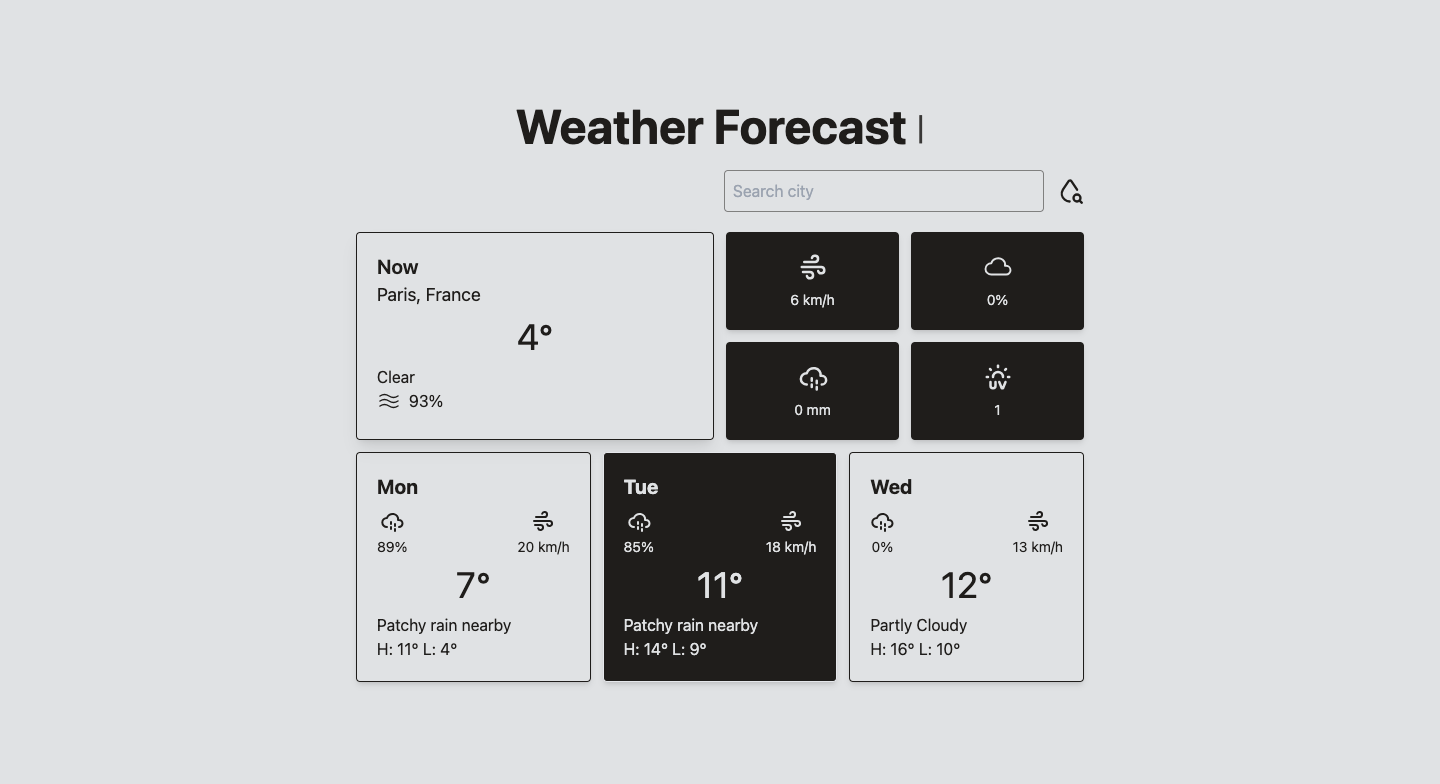 Weather Forecast |
Search city
Now
Paris, France
4°
Clear
93%
6 km/h
0%
0 mm
UV
1
Mon
89%
20 km/h
7°
Patchy rain nearby
H: 11° L: 4°
Tue
85%
18 km/h
11°
Patchy rain nearby
H: 14° L: 9°
Wed
0%
13 km/h
12°
Partly Cloudy
H: 16° L: 10°